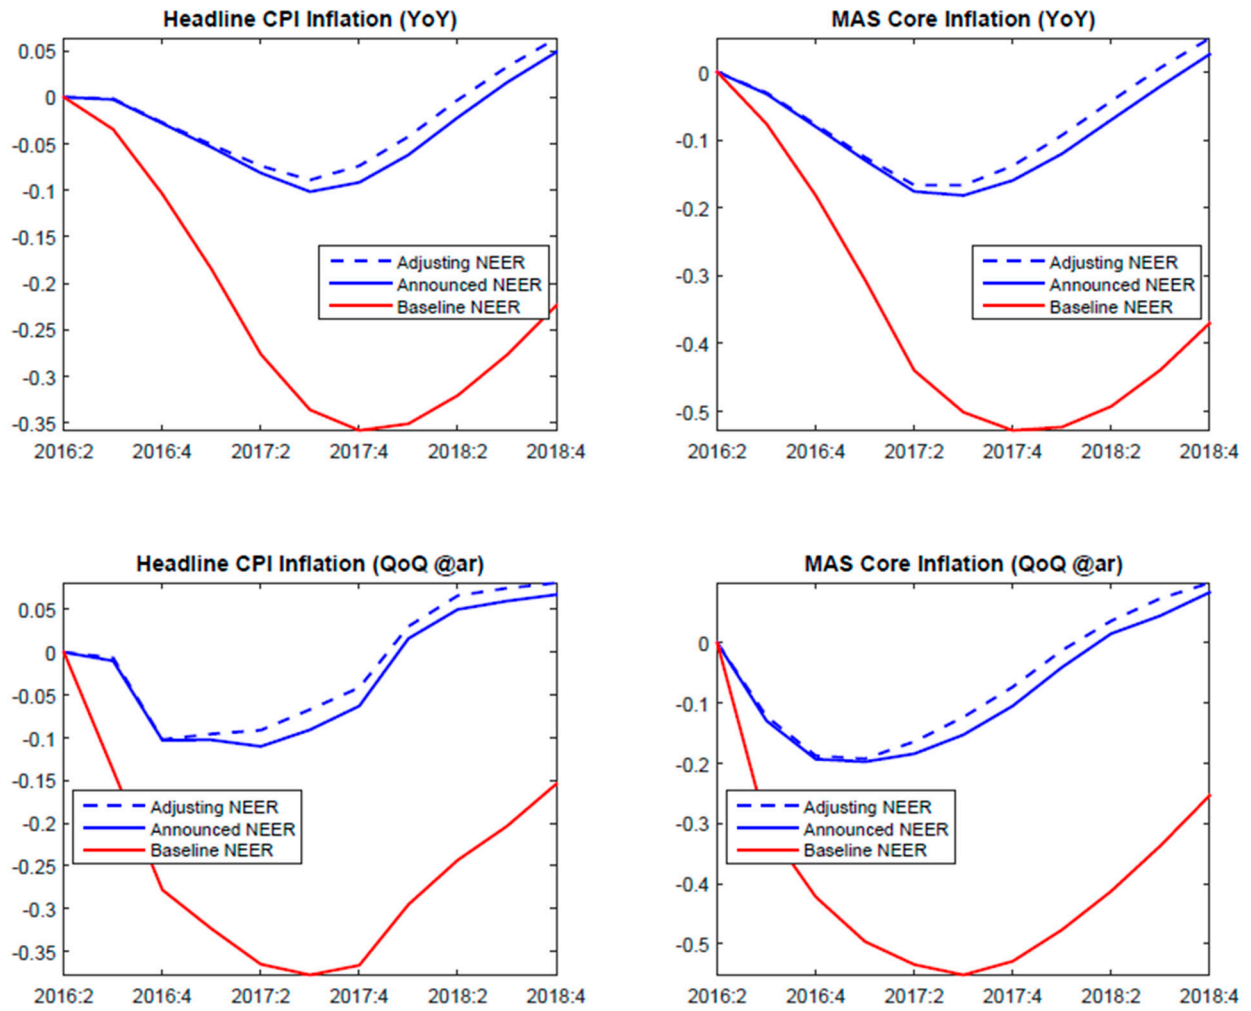 Headline CPI Inflation (YoY)
0.05
0
-0.05
-0.1
-0.15
-0.2
-0.25
-0.3
-0.35
Adjusting NEER
Announced NEER
Baseline NEER
2016:2 2016:4 2017:2 2017:4 2018:2 2018:4
MAS Core Inflation (YoY)
0
-0.1
-0.2
-0.3
-0.4
-0.5
Adjusting NEER
Announced NEER
Baseline NEER
2016:2 2016:4 2017:2 2017:4 2018:2 2018:4
Headline CPI Inflation (QoQ @ar)
0.05
0
-0.05
-0.1
-0.15
-0.2
-0.25
-0.3
-0.35
Adjusting NEER
Announced NEER
Baseline NEER
2016:2 2016:4 2017:2 2017:4 2018:2 2018:4
MAS Core Inflation (QoQ @ar)
0
-0.1
-0.2
-0.3
-0.4
-0.5
Adjusting NEER
Announced NEER
Baseline NEER
2016:2 2016:4 2017:2 2017:4 2018:2 2018:4